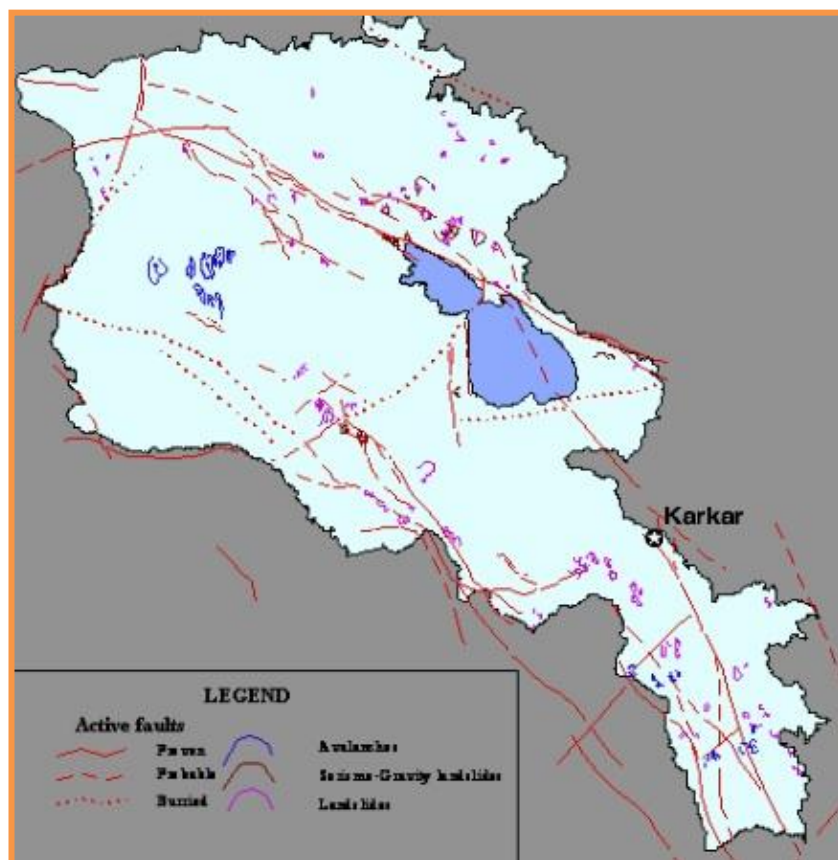 Karkar
LEGEND
Active faults
Proven
Probable
Burried
Avalanches
Seismo-Gravity landslides
Landslides